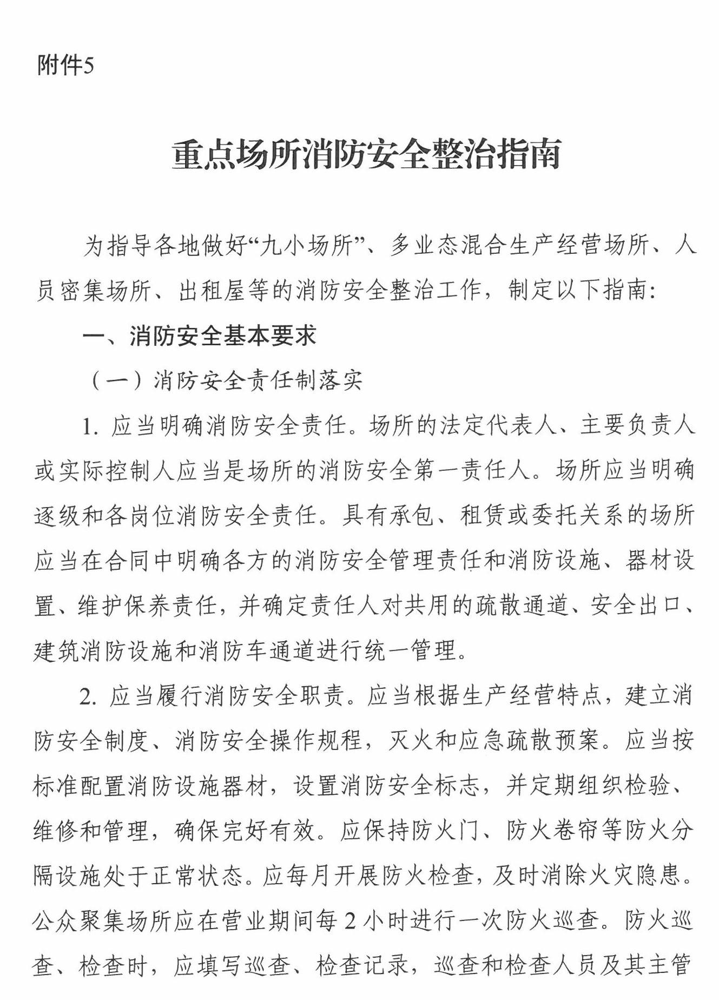 附件5
重点场所消防安全整治指南
为指导各地做好“九小场所”、多业态混合生产经营场所、人
员密集场所、出租屋等的消防安全整治工作，制定以下指南：
一、消防安全基本要求
（一）消防安全责任制落实
1. 应当明确消防安全责任。场所的法定代表人、主要负责人
或实际控制人应当是场所的消防安全第一责任人。场所应当明确
逐级和各岗位消防安全责任。具有承包、租赁或委托关系的场所
应当在合同中明确各方的消防安全管理责任和消防设施、器材设
置、维护保养责任，并确定责任人对共用的疏散通道、安全出口、
建筑消防设施和消防车通道进行统一管理。
2. 应当履行消防安全职责。应当根据生产经营特点，建立消
防安全制度、消防安全操作规程，灭火和应急疏散预案。应当按
标准配置消防设施器材，设置消防安全标志，并定期组织检验、
维修和管理，确保完好有效。应保持防火门、防火卷帘等防火分
隔设施处于正常状态。应每月开展防火检查，及时消除火灾隐患。
公众聚集场所应在营业期间每2小时进行一次防火巡查。防火巡
查、检查时，应填写巡查、检查记录，巡查和检查人员及其主管